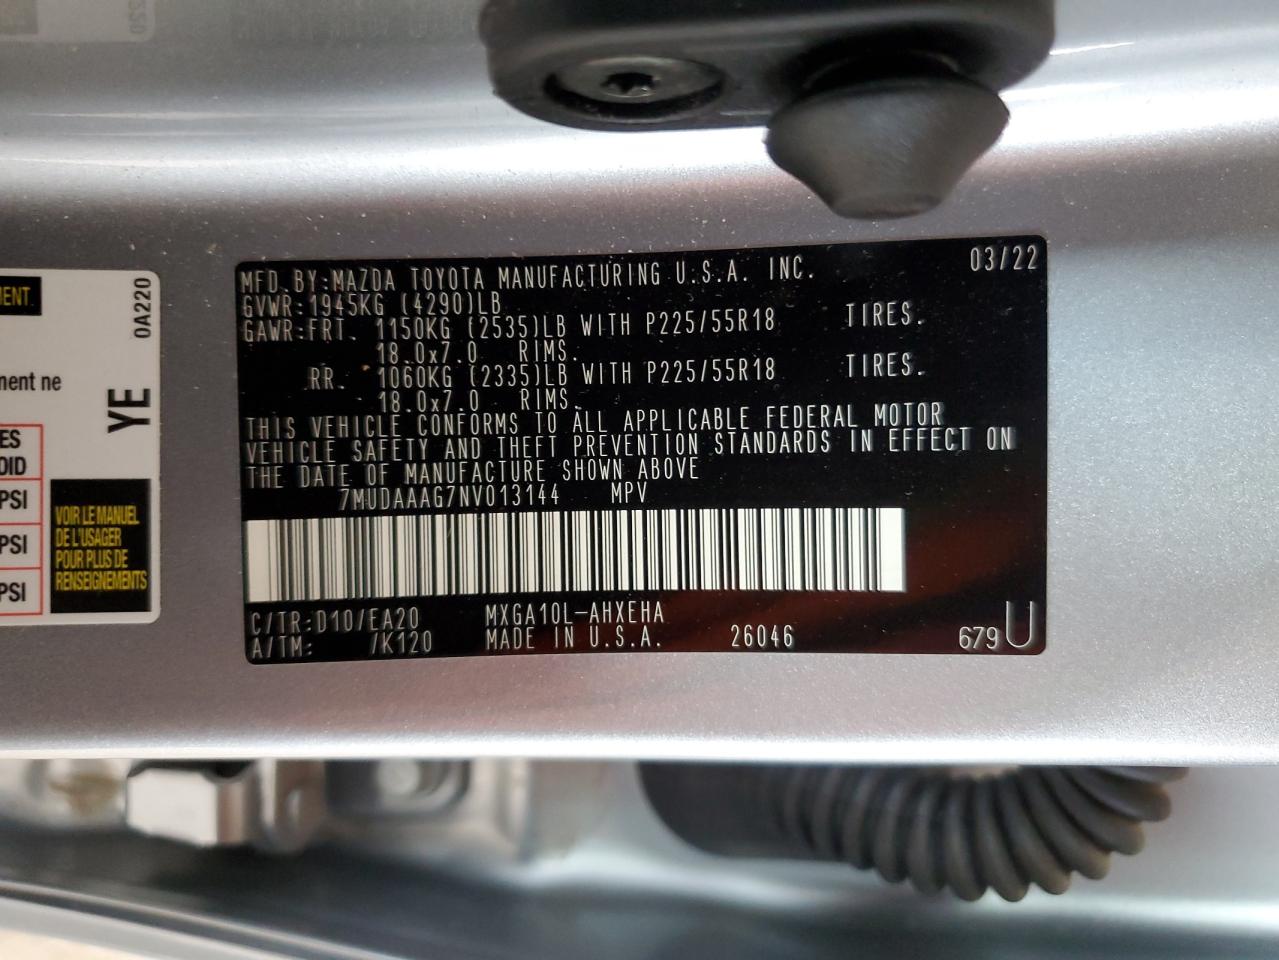 MFD.BY:MAZDA TOYOTA MANUFACTURING U.S.A. INC. 03/22
GVWR:1945KG (4290)LB
GAWR:FRT. 1150KG (2535)LB WITH P225/55R18 TIRES.
18.0x7.0 RIMS.
RR. 1060KG (2335)LB WITH P225/55R18 TIRES.
18.0x7.0 RIMS.
THIS VEHICLE CONFORMS TO ALL APPLICABLE FEDERAL MOTOR
VEHICLE SAFETY AND THEFT PREVENTION STANDARDS IN EFFECT ON
THE DATE OF MANUFACTURE SHOWN ABOVE
7MUDAAAG7NV013144 MPV
C/TR:D10/EA20 MXGA10L-AHXEHA
A/TM: /K120 MADE IN U.S.A. 26046 679U
0A220
YE
ment ne
PSI
PSI
PSI
VOIR LE MANUEL
DE L'USAGER
POUR PLUS DE
RENSEIGNEMENTS